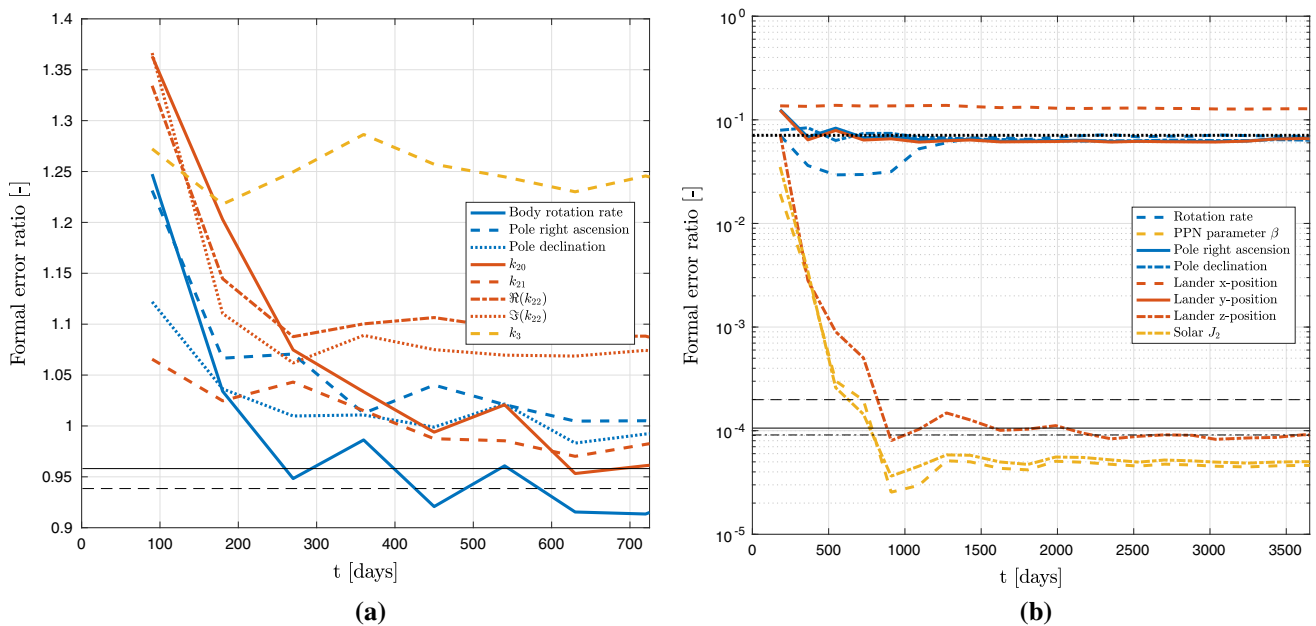 1.4
1.35
1.3
1.25
1.2
1.15
1.1
1.05
1
0.95
0.9
Formal error ratio [-]
0 100 200 300 400 500 600 700
t [days]
Body rotation rate
Pole right ascension
Pole declination
k₂₀
k₂₁
ℜ(k₂₂)
ℑ(k₂₂)
k₃
(a)
10⁰
10⁻¹
10⁻²
10⁻³
10⁻⁴
10⁻⁵
Formal error ratio [-]
0 500 1000 1500 2000 2500 3000 3500
t [days]
Rotation rate
PPN parameter β
Pole right ascension
Pole declination
Lander x-position
Lander y-position
Lander z-position
Solar J₂
(b)